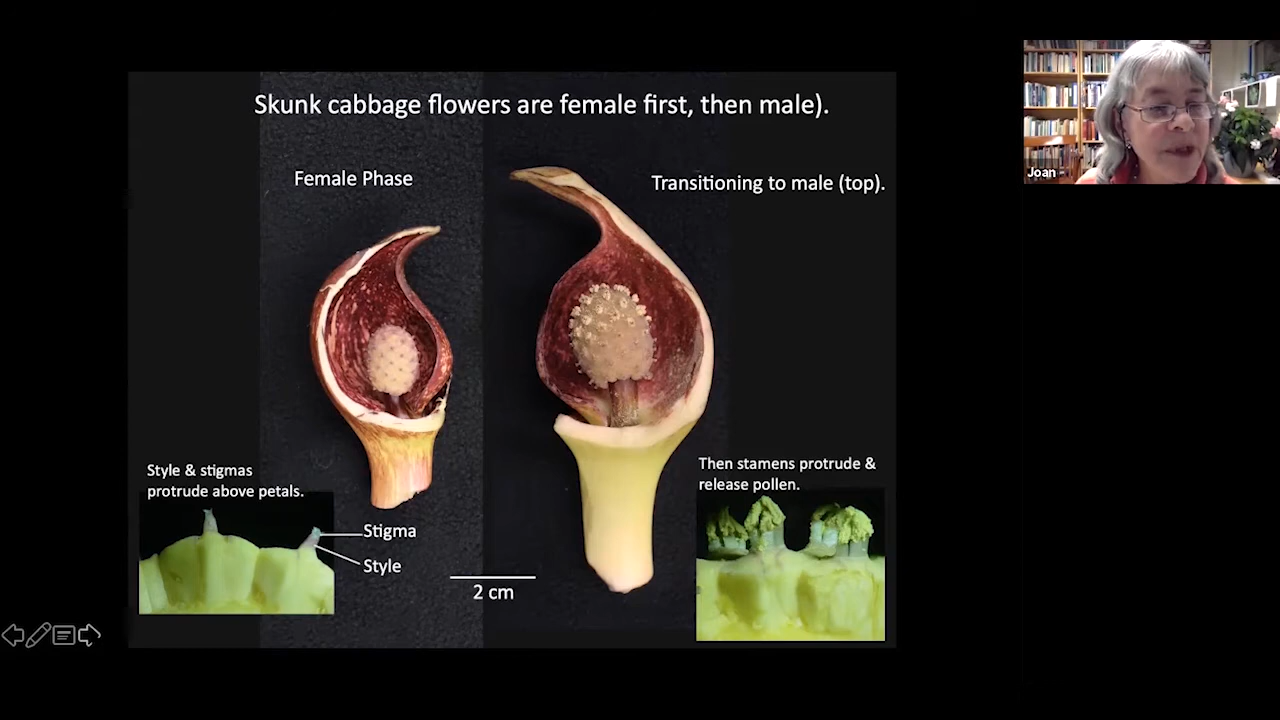 Skunk cabbage flowers are female first, then male).
Female Phase
Transitioning to male (top).
Style & stigmas
protrude above petals.
Stigma
Style
2 cm
Then stamens protrude &
release pollen.
Joan